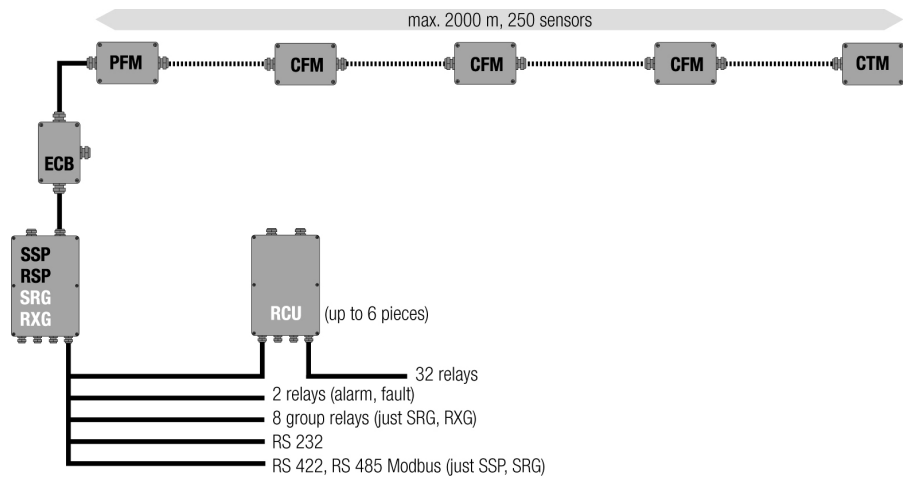 max. 2000 m, 250 sensors
PFM CFM CFM CFM CTM
ECB
SSP
RSP
SRG
RXG
RCU (up to 6 pieces)
32 relays
2 relays (alarm, fault)
8 group relays (just SRG, RXG)
RS 232
RS 422, RS 485 Modbus (just SSP, SRG)